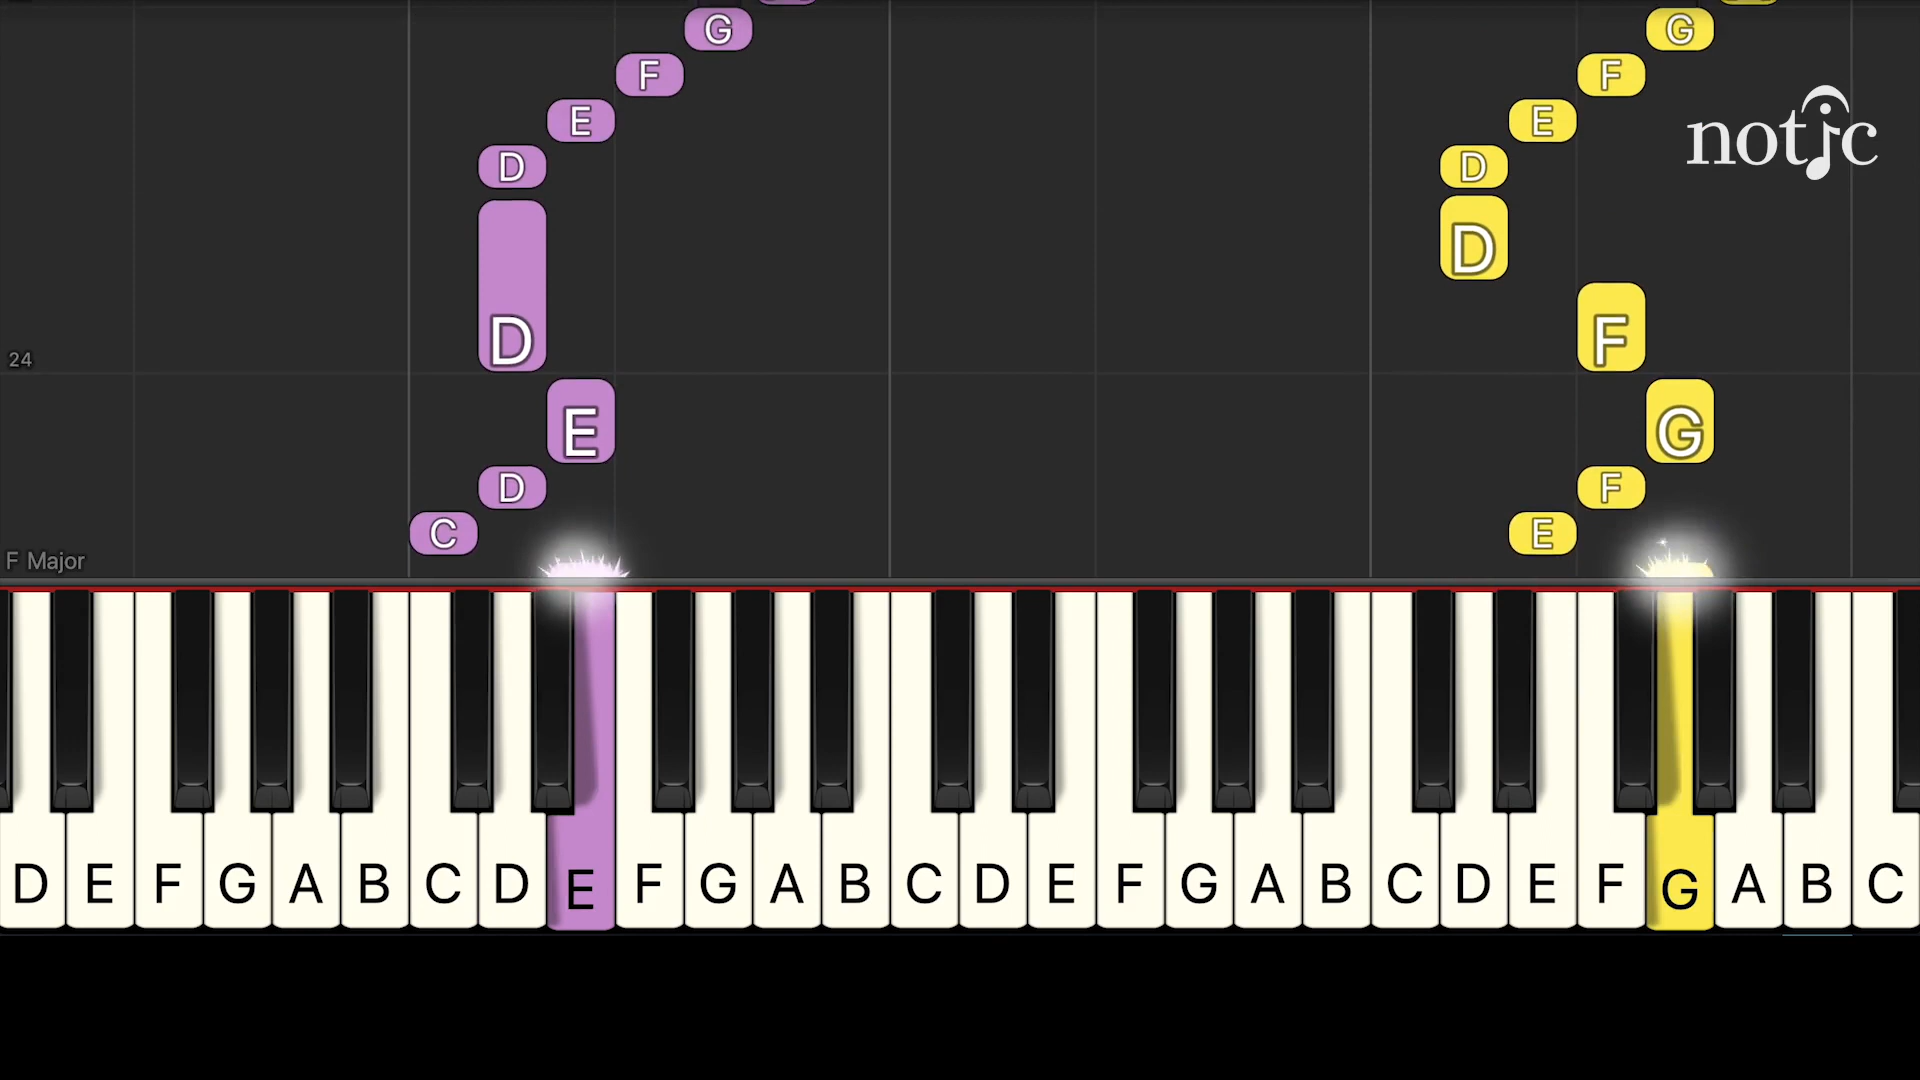 G G
F F
E E
notic
D D
D
D
D F
24
E G
D F
C E
F Major
D E F G A B C D E F G A B C D E F G A B C D E F G A B C